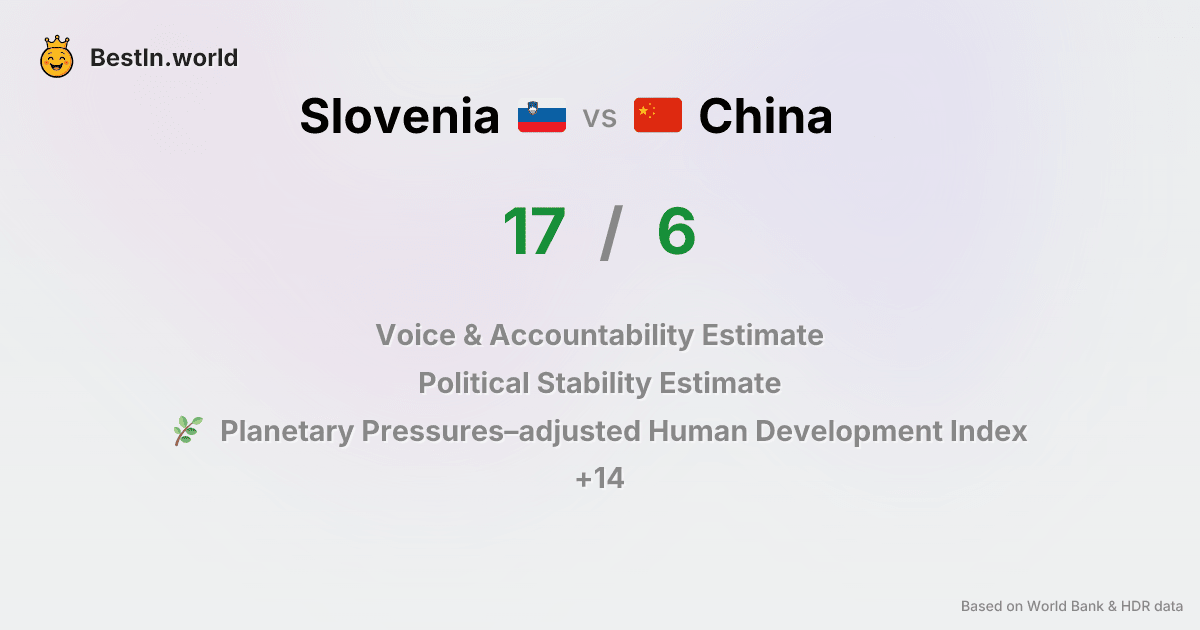 BestIn.world
Slovenia vs China
17 / 6
Voice & Accountability Estimate
Political Stability Estimate
Planetary Pressures–adjusted Human Development Index
+14
Based on World Bank & HDR data